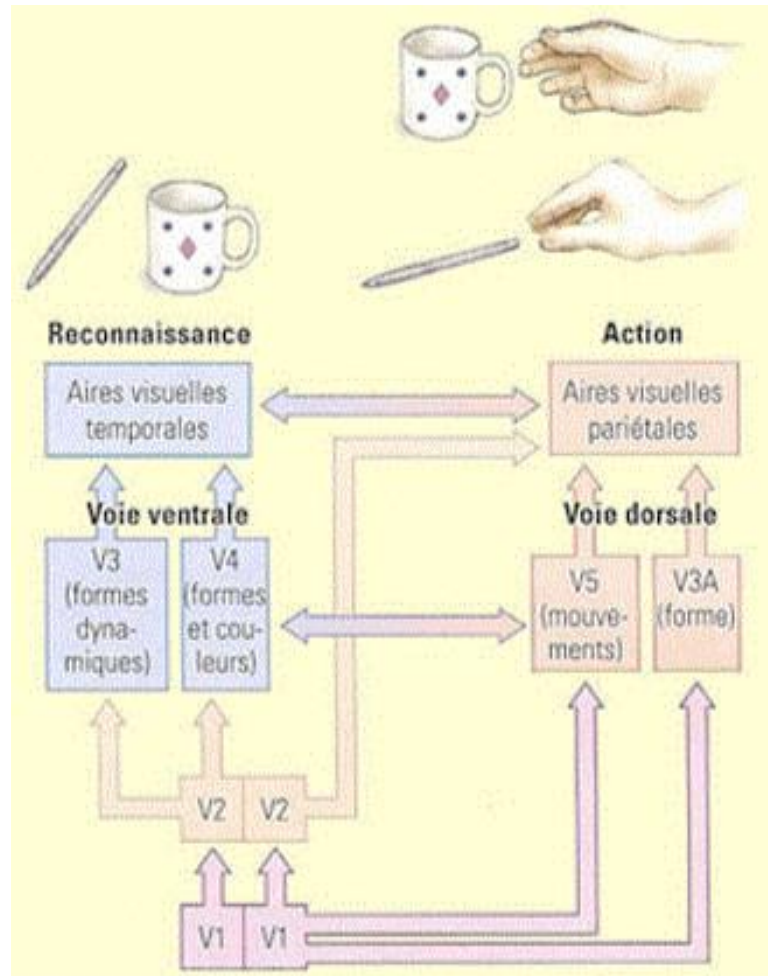 Reconnaissance
Action
Aires visuelles
temporales
Aires visuelles
pariétales
Voie ventrale
Voie dorsale
V3
(formes
dyna-
miques)
V4
(formes
et cou-
leurs)
V5
(mouve-
ments)
V3A
(forme)
V2
V2
V1
V1